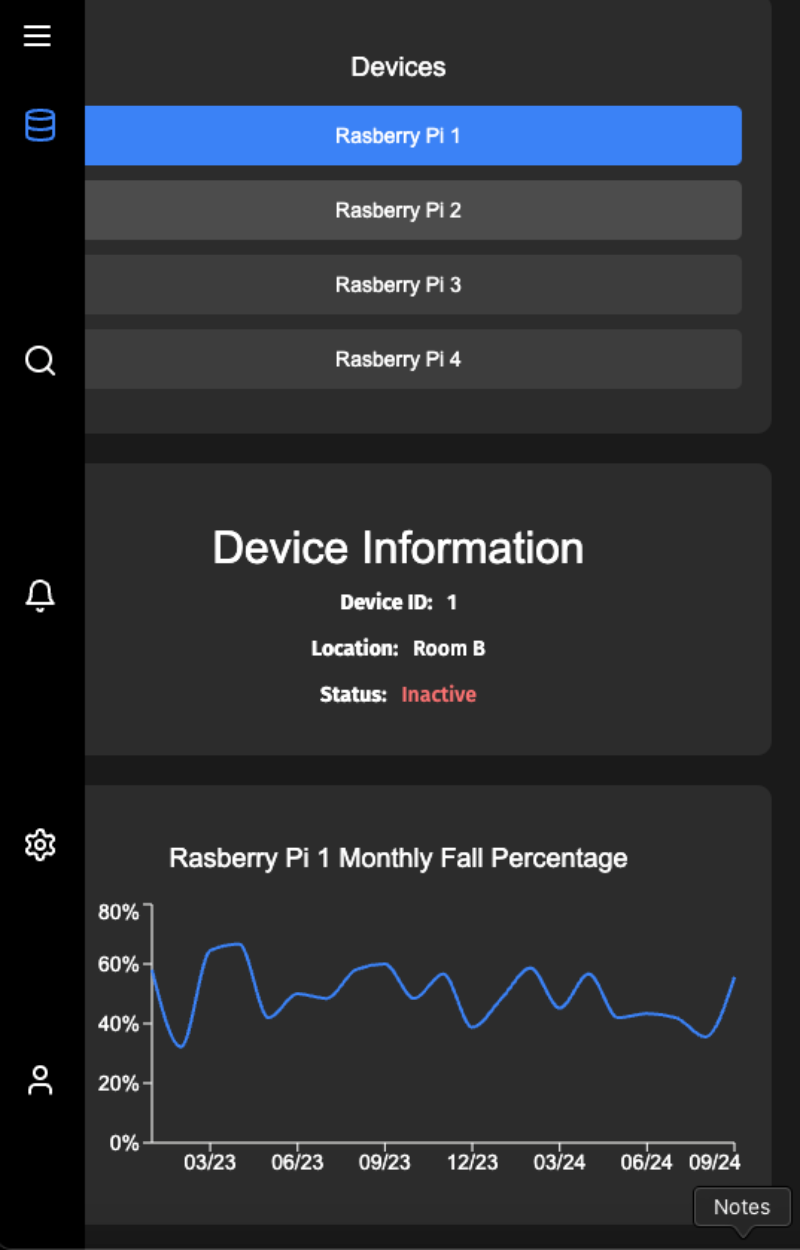 Devices
Rasberry Pi 1
Rasberry Pi 2
Rasberry Pi 3
Rasberry Pi 4
Device Information
Device ID: 1
Location: Room B
Status: Inactive
Rasberry Pi 1 Monthly Fall Percentage
80%
60%
40%
20%
0%
03/23 06/23 09/23 12/23 03/24 06/24 09/24
Notes